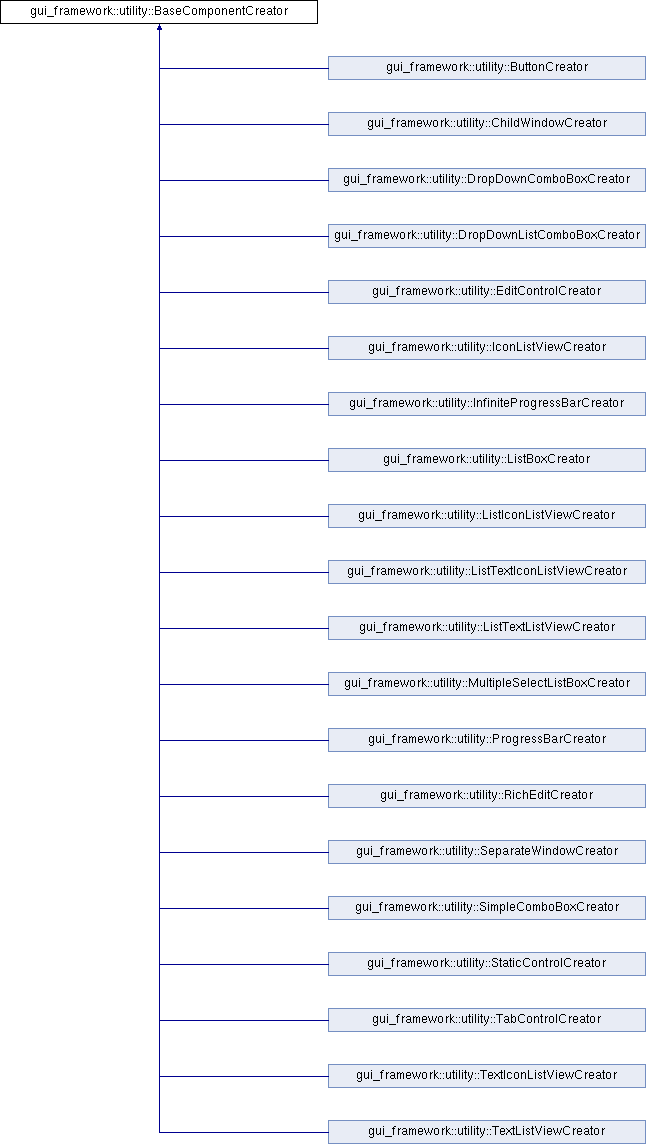 gui_framework::utility::BaseComponentCreator
gui_framework::utility::ButtonCreator
gui_framework::utility::ChildWindowCreator
gui_framework::utility::DropDownComboBoxCreator
gui_framework::utility::DropDownListComboBoxCreator
gui_framework::utility::EditControlCreator
gui_framework::utility::IconListViewCreator
gui_framework::utility::InfiniteProgressBarCreator
gui_framework::utility::ListBoxCreator
gui_framework::utility::ListIconListViewCreator
gui_framework::utility::ListTextIconListViewCreator
gui_framework::utility::ListTextListViewCreator
gui_framework::utility::MultipleSelectListBoxCreator
gui_framework::utility::ProgressBarCreator
gui_framework::utility::RichEditCreator
gui_framework::utility::SeparateWindowCreator
gui_framework::utility::SimpleComboBoxCreator
gui_framework::utility::StaticControlCreator
gui_framework::utility::TabControlCreator
gui_framework::utility::TextIconListViewCreator
gui_framework::utility::TextListViewCreator